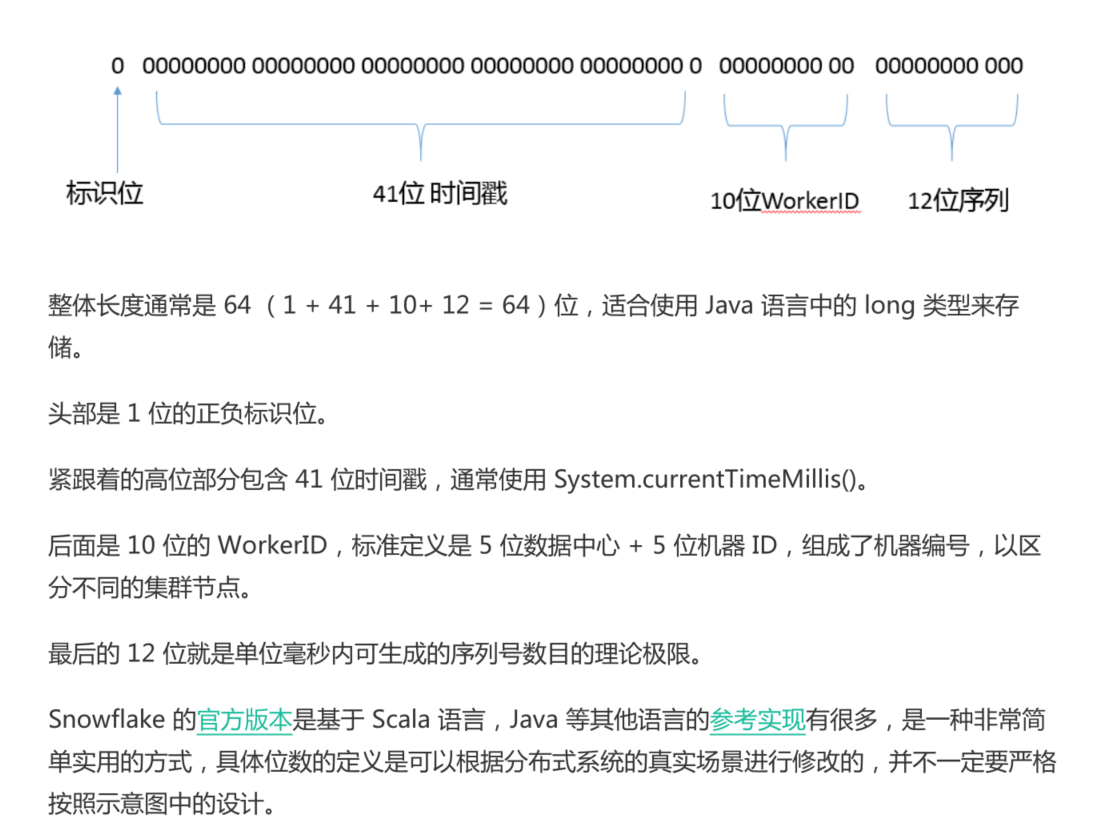 0 00000000 00000000 00000000 00000000 00000000 0 00000000 00 00000000 000
标识位 41位 时间戳 10位WorkerID 12位序列
整体长度通常是 64 （1 + 41 + 10+ 12 = 64）位，适合使用 Java 语言中的 long 类型来存
储。
头部是 1 位的正负标识位。
紧跟着的高位部分包含 41 位时间戳，通常使用 System.currentTimeMillis()。
后面是 10 位的 WorkerID，标准定义是 5 位数据中心 + 5 位机器 ID，组成了机器编号，以区
分不同的集群节点。
最后的 12 位就是单位毫秒内可生成的序列号数目的理论极限。
Snowflake 的官方版本是基于 Scala 语言，Java 等其他语言的参考实现有很多，是一种非常简
单实用的方式，具体位数的定义是可以根据分布式系统的真实场景进行修改的，并不一定要严格
按照示意图中的设计。